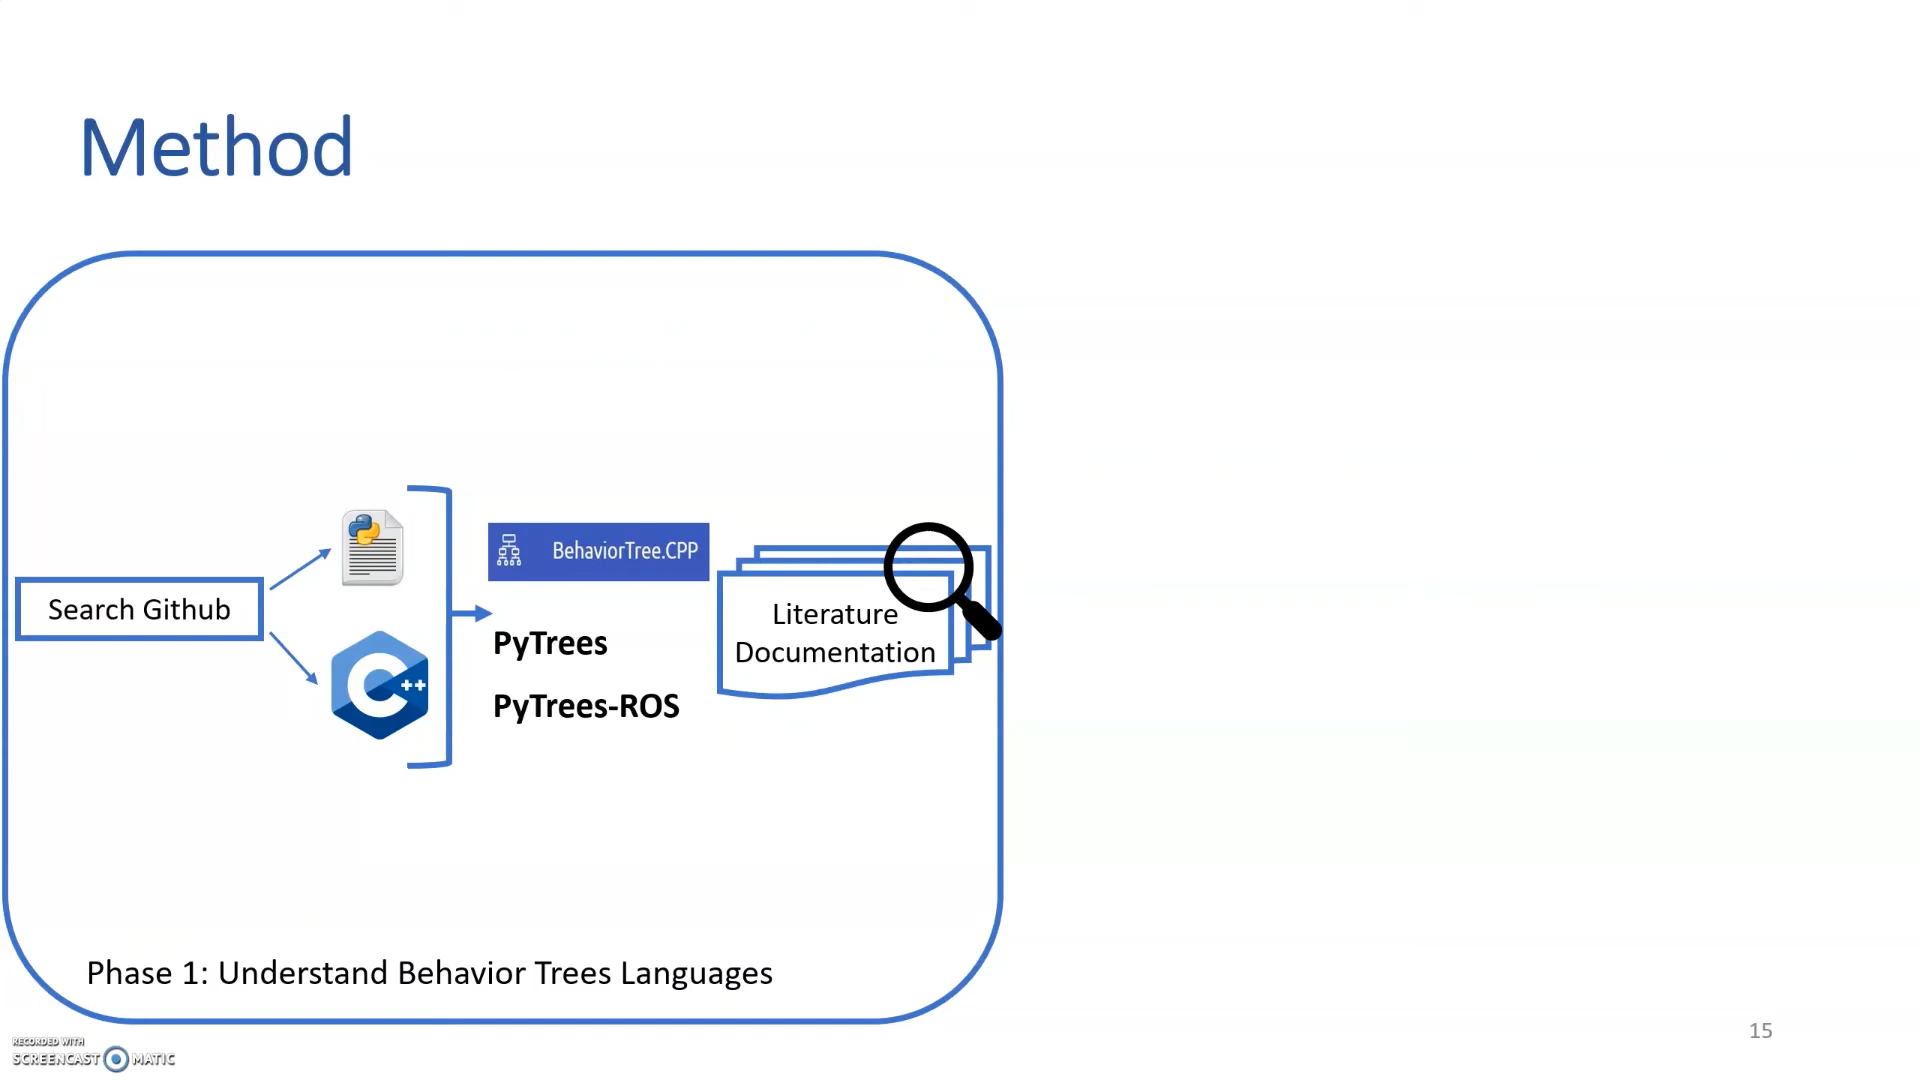 Method
Search Github
C++
BehaviorTree.CPP
PyTrees
PyTrees-ROS
Literature
Documentation
Phase 1: Understand Behavior Trees Languages
15
RECORDED WITH
SCREENCAST MATIC